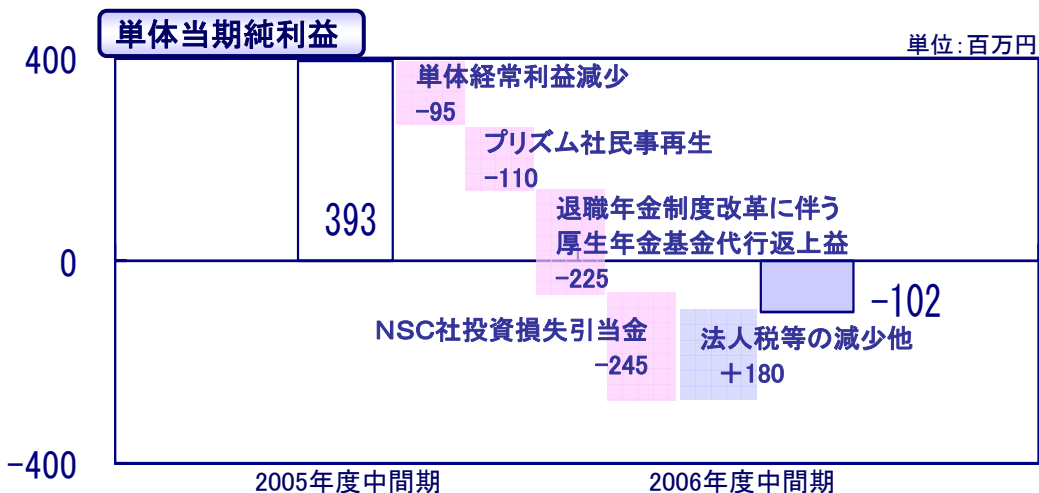 単体当期純利益
単位:百万円
400
単体経常利益減少
-95
プリズム社民事再生
-110
退職年金制度改革に伴う
厚生年金基金代行返上益
-225
393
0
-102
NSC社投資損失引当金
-245
法人税等の減少他
+180
-400
2005年度中間期
2006年度中間期